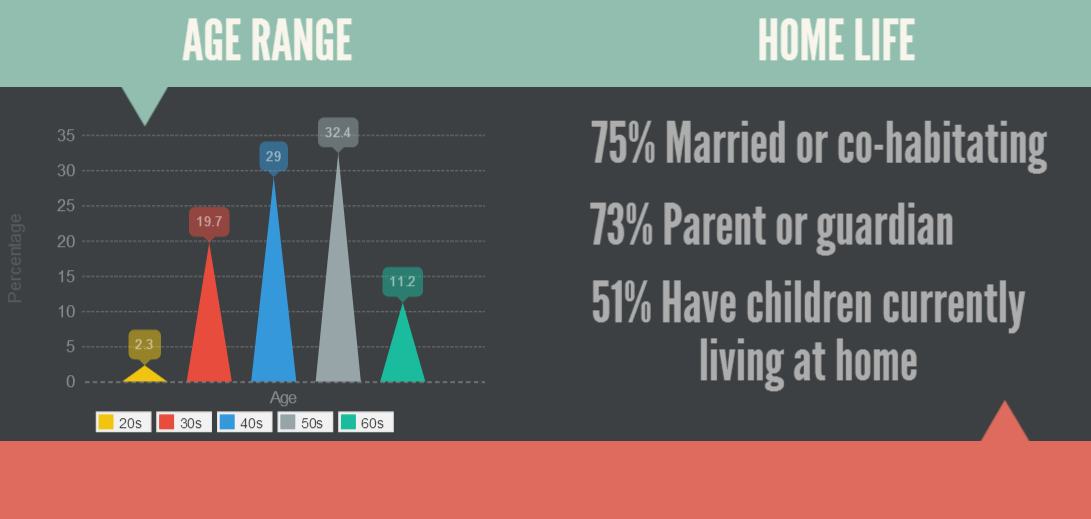 AGE RANGE
HOME LIFE
35
30
25
20
15
10
5
0
Percentage
2.3
19.7
29
32.4
11.2
Age
20s
30s
40s
50s
60s
75% Married or co-habitating
73% Parent or guardian
51% Have children currently
living at home